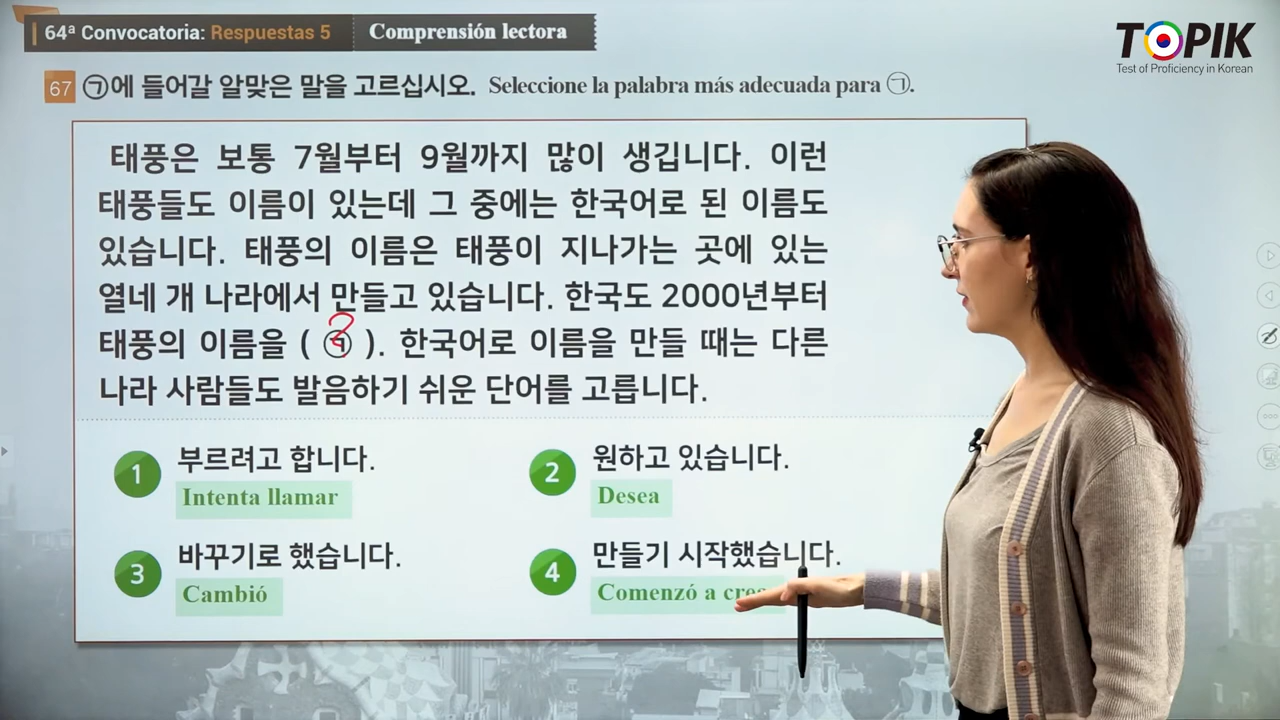 64ª Convocatoria: Respuestas 5 Comprensión lectora
TOPIK
Test of Proficiency in Korean
67 ㉠에 들어갈 알맞은 말을 고르십시오. Seleccione la palabra más adecuada para ㉠.
태풍은 보통 7월부터 9월까지 많이 생깁니다. 이런
태풍들도 이름이 있는데 그 중에는 한국어로 된 이름도
있습니다. 태풍의 이름은 태풍이 지나가는 곳에 있는
열네 개 나라에서 만들고 있습니다. 한국도 2000년부터
태풍의 이름을 ( ㉠ ). 한국어로 이름을 만들 때는 다른
나라 사람들도 발음하기 쉬운 단어를 고릅니다.
1 부르려고 합니다.
Intenta llamar
2 원하고 있습니다.
Desea
3 바꾸기로 했습니다.
Cambió
4 만들기 시작했습니다.
Comenzó a